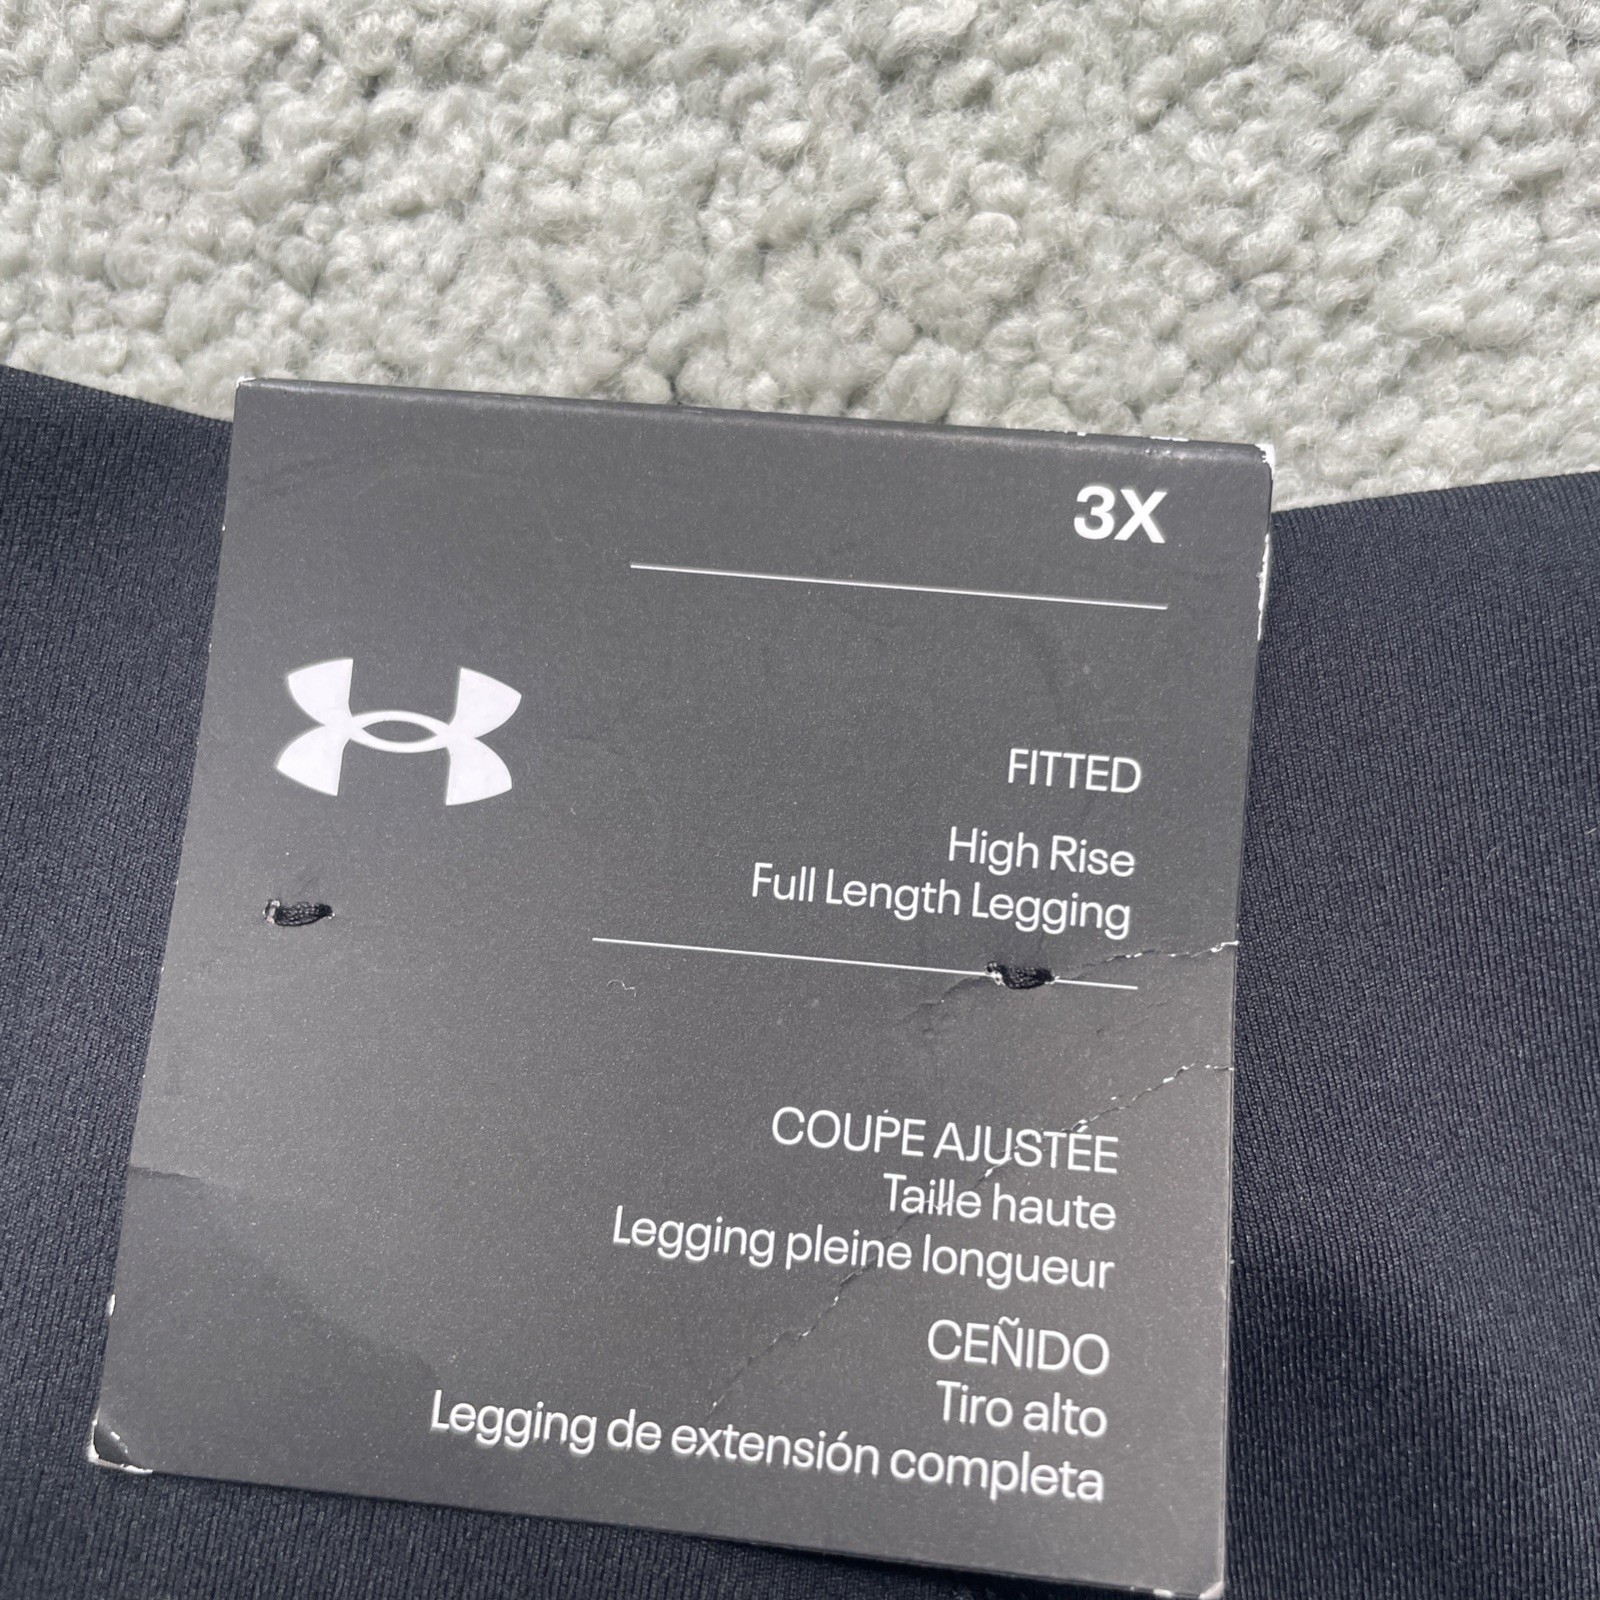 3X
FITTED
High Rise
Full Length Legging
COUPE AJUSTÉE
Taille haute
Legging pleine longueur
CEÑIDO
Tiro alto
Legging de extensión completa